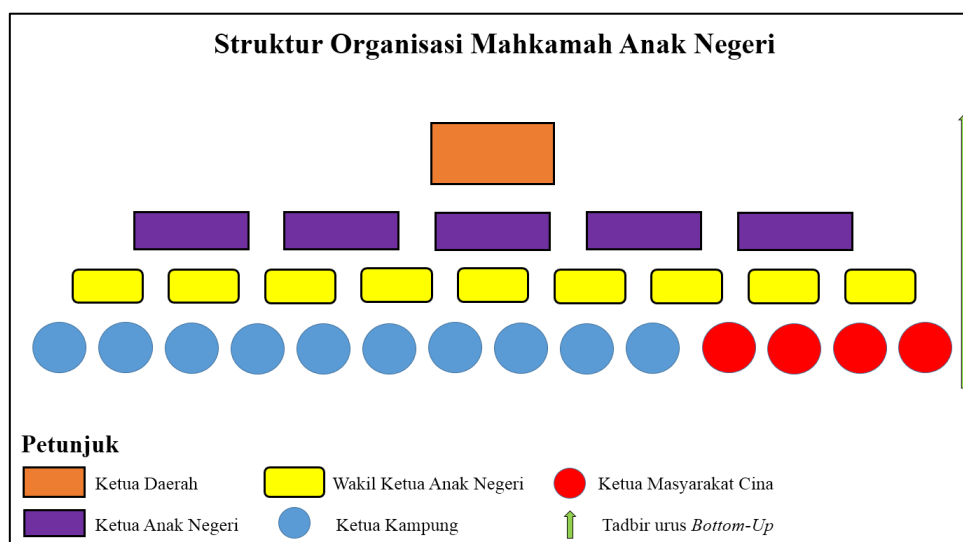 Struktur Organisasi Mahkamah Anak Negeri
Petunjuk
Ketua Daerah
Wakil Ketua Anak Negeri
Ketua Masyarakat Cina
Ketua Anak Negeri
Ketua Kampung
Tadbir urus Bottom-Up